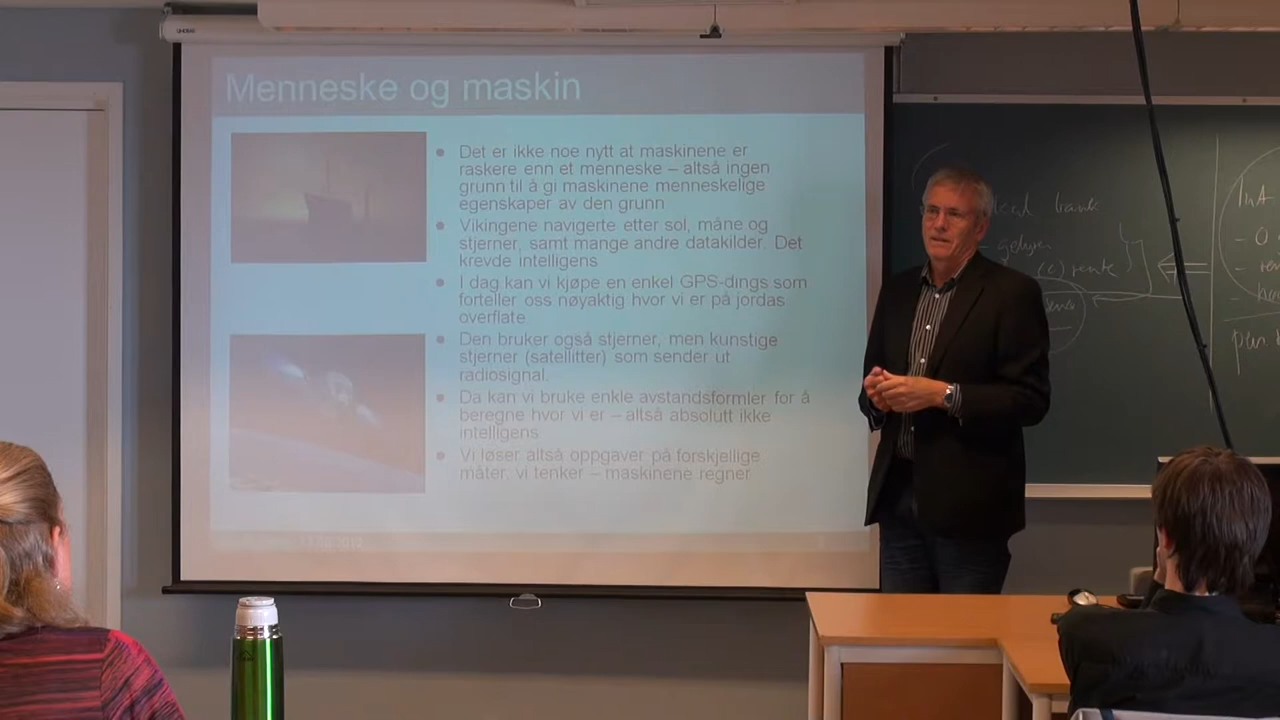 Menneske og maskin
Det er ikke noe nytt at maskinene er
raskere enn et menneske – altså ingen
grunn til å gi maskinene menneskelige
egenskaper av den grunn
Vikingene navigerte etter sol, måne og
stjerner, samt mange andre datakilder. Det
krevde intelligens
I dag kan vi kjøpe en enkel GPS-dings som
forteller oss nøyaktig hvor vi er på jordas
overflate.
Den bruker også stjerner, men kunstige
stjerner (satellitter) som sender ut
radiosignal.
Da kan vi bruke enkle avstandsformler for å
beregne hvor vi er – altså absolutt ikke
intelligens
Vi løser altså oppgaver på forskjellige
måter: vi tenker – maskinene regner
bank
(c) rente